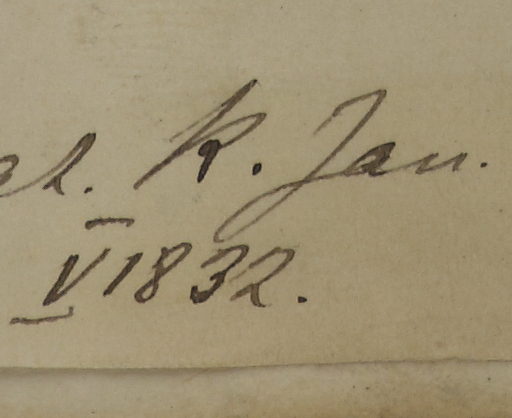 K. Jan.
V 1832.